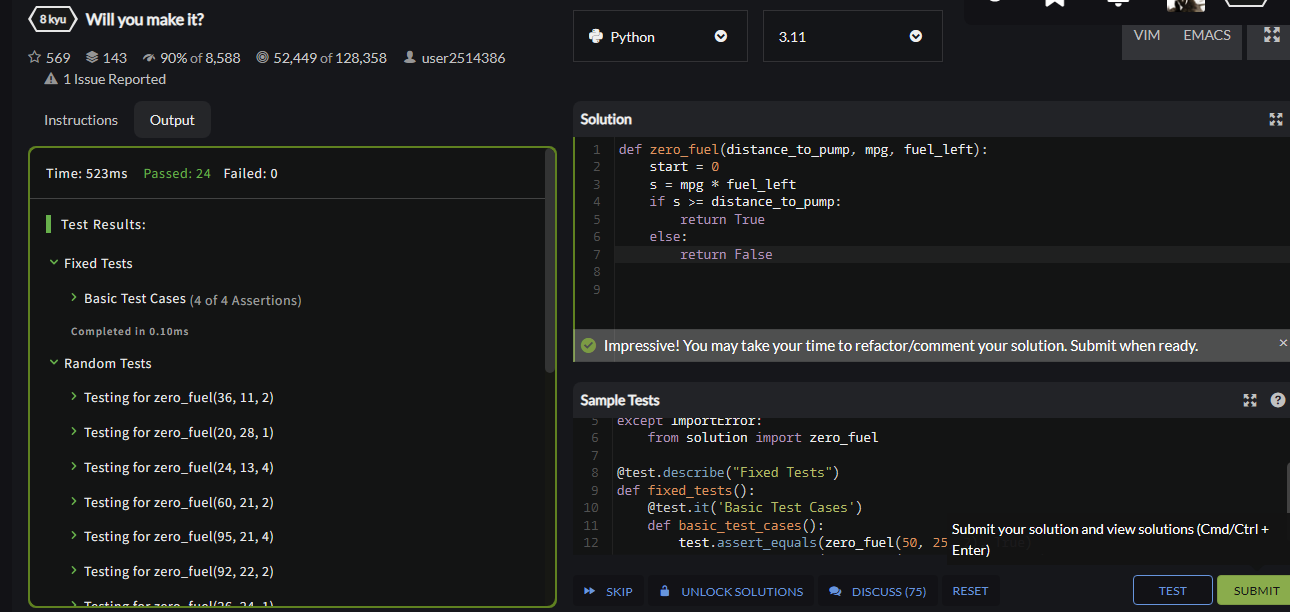 8 kyu Will you make it?
569 143 90% of 8,588 52,449 of 128,358 user2514386
1 Issue Reported
Instructions Output
Time: 523ms Passed: 24 Failed: 0
Test Results:
Fixed Tests
Basic Test Cases (4 of 4 Assertions)
Completed in 0.10ms
Random Tests
Testing for zero_fuel(36, 11, 2)
Testing for zero_fuel(20, 28, 1)
Testing for zero_fuel(24, 13, 4)
Testing for zero_fuel(60, 21, 2)
Testing for zero_fuel(95, 21, 4)
Testing for zero_fuel(92, 22, 2)
Python 3.11 VIM EMACS
Solution
1 def zero_fuel(distance_to_pump, mpg, fuel_left):
2 start = 0
3 s = mpg * fuel_left
4 if s >= distance_to_pump:
5 return True
6 else:
7 return False
8
9
Impressive! You may take your time to refactor/comment your solution. Submit when ready. ×
Sample Tests ?
5 except ImportError:
6 from solution import zero_fuel
7
8 @test.describe("Fixed Tests")
9 def fixed_tests():
10 @test.it('Basic Test Cases')
11 def basic_test_cases():
12 test.assert_equals(zero_fuel(50, 25
Submit your solution and view solutions (Cmd/Ctrl +
Enter)
SKIP UNLOCK SOLUTIONS DISCUSS (75) RESET TEST SUBMIT